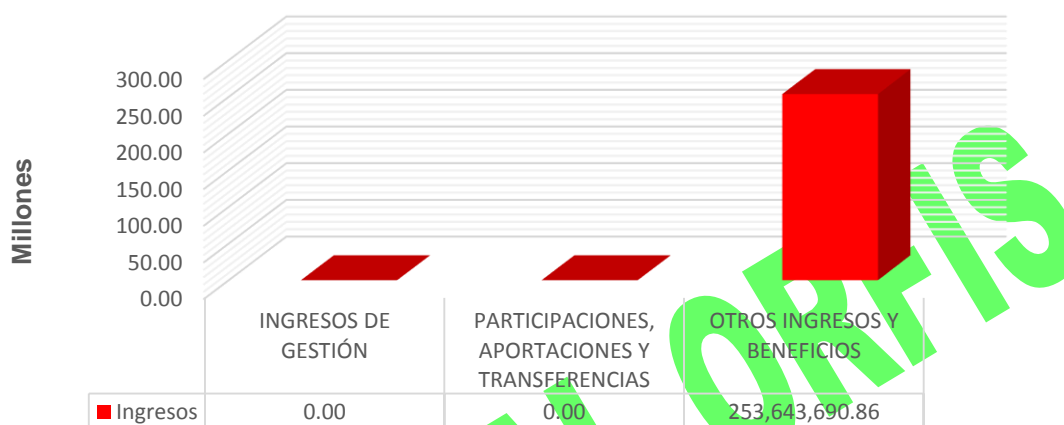 Millones
300.00
250.00
200.00
150.00
100.00
50.00
0.00
INGRESOS DE
GESTIÓN
PARTICIPACIONES,
APORTACIONES Y
TRANSFERENCIAS
OTROS INGRESOS Y
BENEFICIOS
Ingresos 0.00 0.00 253,643,690.86
ORFIS